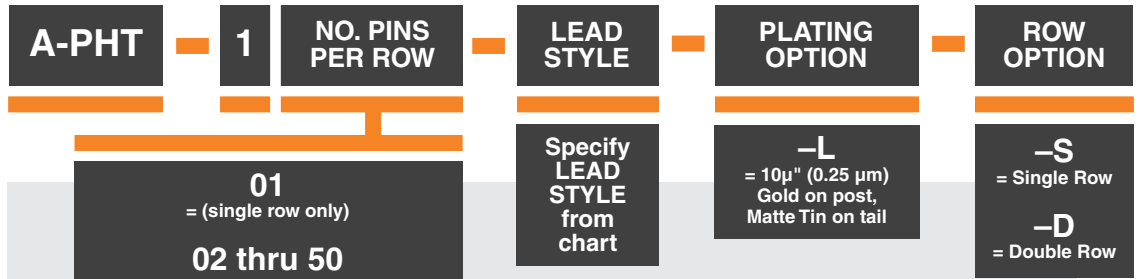 A-PHT
1
NO. PINS
PER ROW
LEAD
STYLE
PLATING
OPTION
ROW
OPTION
01
= (single row only)
02 thru 50
Specify
LEAD
STYLE
from
chart
–L
= 10µ" (0.25 µm)
Gold on post,
Matte Tin on tail
–S
= Single Row
–D
= Double Row